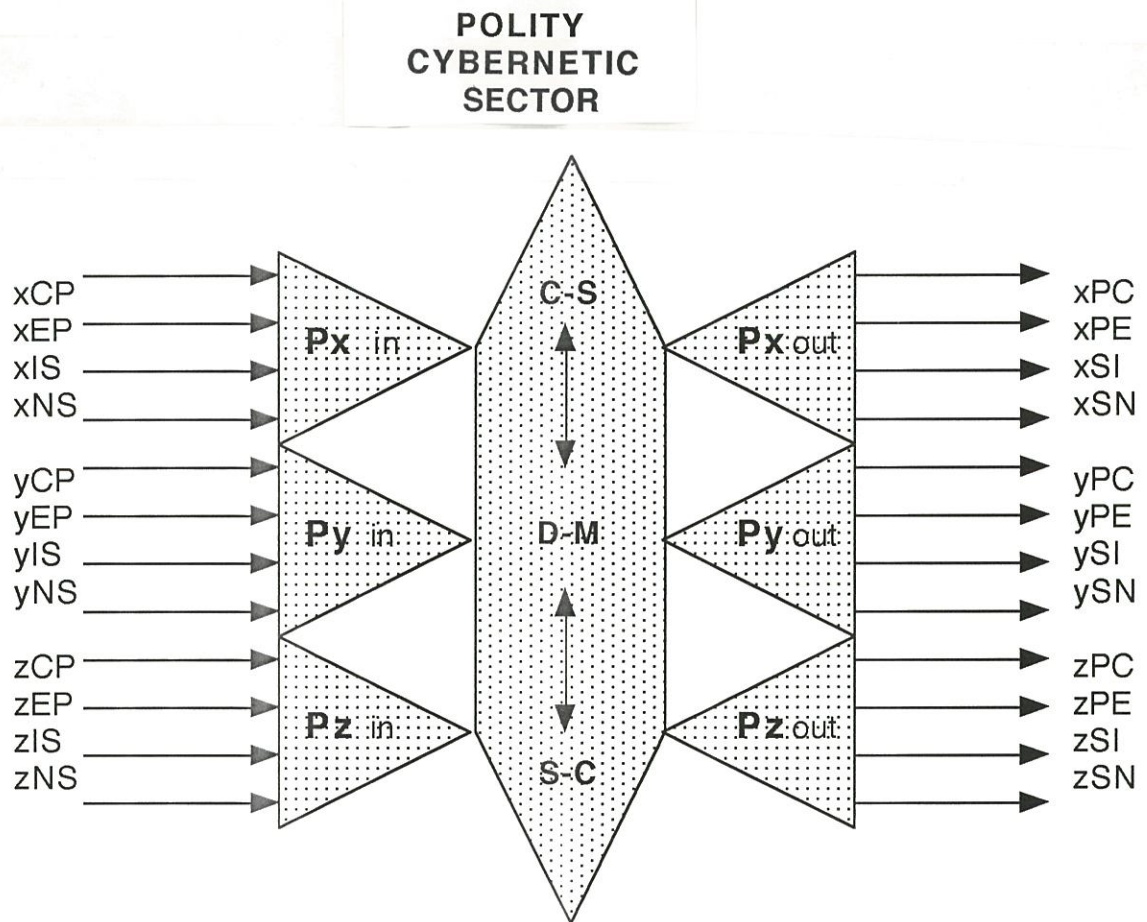 POLITY
CYBERNETIC
SECTOR
C-S
xCP
xEP
xIS
xNS
Px in
Px out
xPC
xPE
xSI
xSN
yCP
yEP
yIS
yNS
Py in
D-M
Py out
yPC
yPE
ySI
ySN
zCP
zEP
zIS
zNS
Pz in
S-C
Pz out
zPC
zPE
zSI
zSN